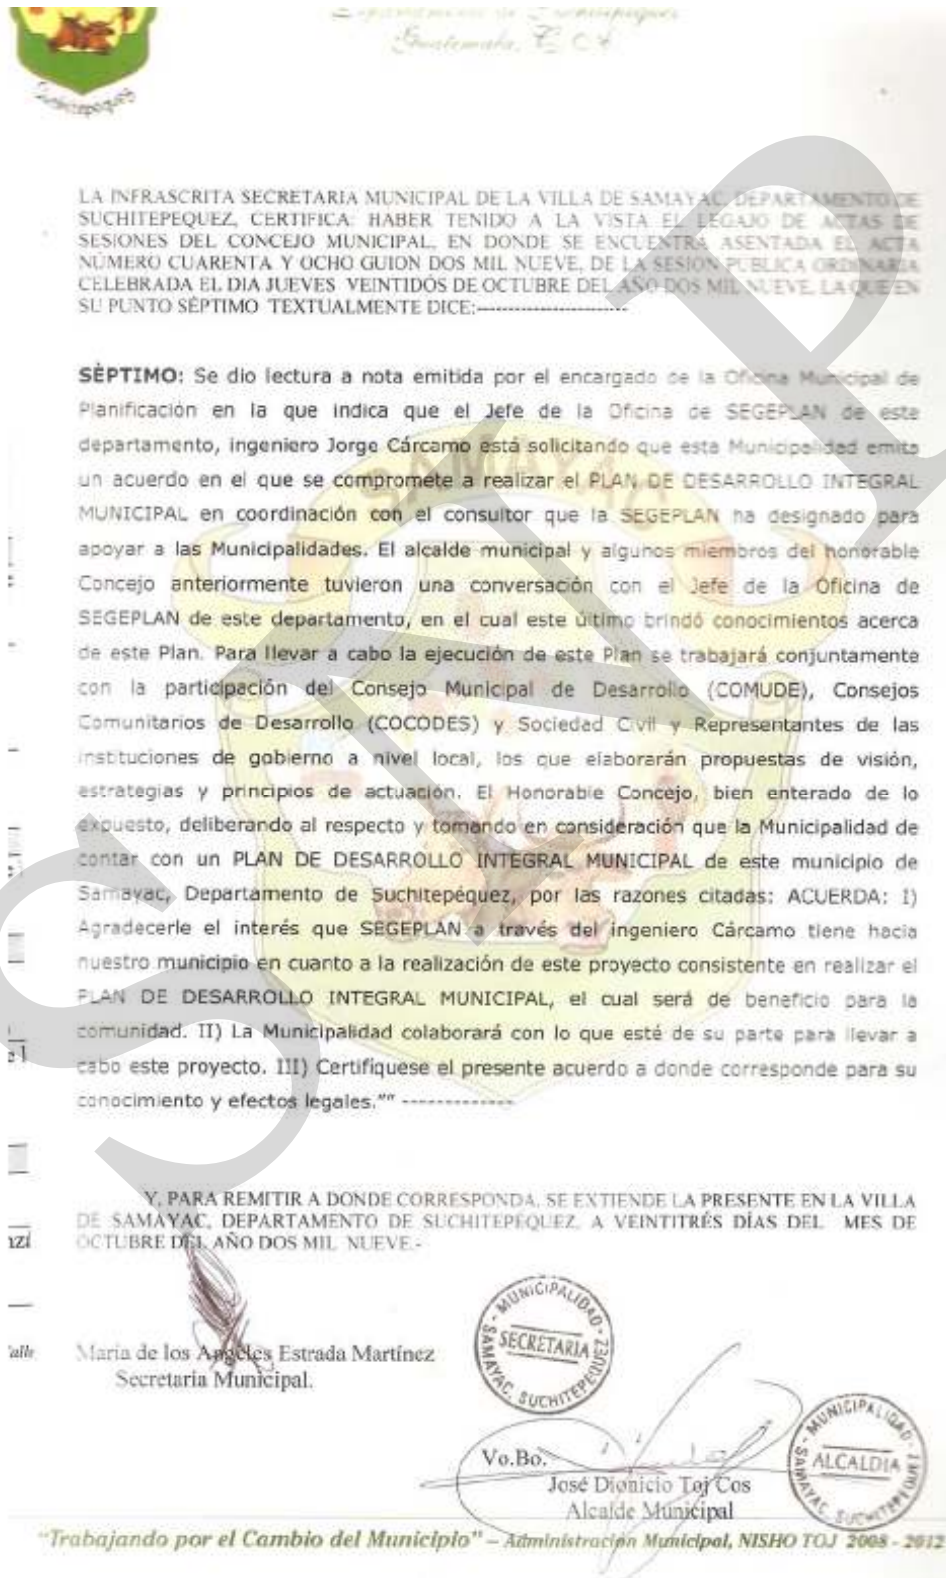 Departamento de Suchitepéquez
Guatemala, C.A.
Suchitepequez
LA INFRASCRITA SECRETARIA MUNICIPAL DE LA VILLA DE SAMAYAC, DEPARTAMENTO DE
SUCHITEPEQUEZ, CERTIFICA: HABER TENIDO A LA VISTA EL LEGAJO DE ACTAS DE
SESIONES DEL CONCEJO MUNICIPAL, EN DONDE SE ENCUENTRA ASENTADA EL ACTA
NÚMERO CUARENTA Y OCHO GUION DOS MIL NUEVE, DE LA SESION PUBLICA ORDINARIA
CELEBRADA EL DIA JUEVES VEINTIDOS DE OCTUBRE DEL AÑO DOS MIL NUEVE, LA QUE EN
SU PUNTO SÉPTIMO TEXTUALMENTE DICE:-----------------------
SÈPTIMO: Se dio lectura a nota emitida por el encargado de la Oficina Municipal de
Planificación en la que indica que el Jefe de la Oficina de SEGEPLAN de este
departamento, ingeniero Jorge Cárcamo está solicitando que esta Municipalidad emita
un acuerdo en el que se compromete a realizar el PLAN DE DESARROLLO INTEGRAL
MUNICIPAL en coordinación con el consultor que la SEGEPLAN ha designado para
apoyar a las Municipalidades. El alcalde municipal y algunos miembros del honorable
Concejo anteriormente tuvieron una conversación con el Jefe de la Oficina de
SEGEPLAN de este departamento, en el cual este último brindó conocimientos acerca
de este Plan. Para llevar a cabo la ejecución de este Plan se trabajará conjuntamente
con la participación del Consejo Municipal de Desarrollo (COMUDE), Consejos
Comunitarios de Desarrollo (COCODES) y Sociedad Civil y Representantes de las
instituciones de gobierno a nivel local, los que elaborarán propuestas de visión,
estrategias y principios de actuación. El Honorable Concejo, bien enterado de lo
expuesto, deliberando al respecto y tomando en consideración que la Municipalidad de
contar con un PLAN DE DESARROLLO INTEGRAL MUNICIPAL de este municipio de
Samayac, Departamento de Suchitepéquez, por las razones citadas: ACUERDA: I)
Agradecerle el interés que SEGEPLAN a través del ingeniero Cárcamo tiene hacia
nuestro municipio en cuanto a la realización de este proyecto consistente en realizar el
PLAN DE DESARROLLO INTEGRAL MUNICIPAL, el cual será de beneficio para la
comunidad. II) La Municipalidad colaborará con lo que esté de su parte para llevar a
cabo este proyecto. III) Certifíquese el presente acuerdo a donde corresponde para su
conocimiento y efectos legales."" -------------
SAMAYAC
Y, PARA REMITIR A DONDE CORRESPONDA, SE EXTIENDE LA PRESENTE EN LA VILLA
DE SAMAYAC, DEPARTAMENTO DE SUCHITEPEQUEZ, A VEINTITRÉS DÍAS DEL MES DE
OCTUBRE DEL AÑO DOS MIL NUEVE.-
Maria de los Angeles Estrada Martínez
Secretaria Municipal.
MUNICIPALIDAD - SECRETARIA - SAMAYAC, SUCHITEPEQUEZ
Vo.Bo.
José Dionicio Toj Cos
Alcalde Municipal
MUNICIPALIDAD - ALCALDIA - SAMAYAC, SUCHITEPEQUEZ
"Trabajando por el Cambio del Municipio" – Administración Municipal, NISHO TOJ 2008 - 2012
SNIP